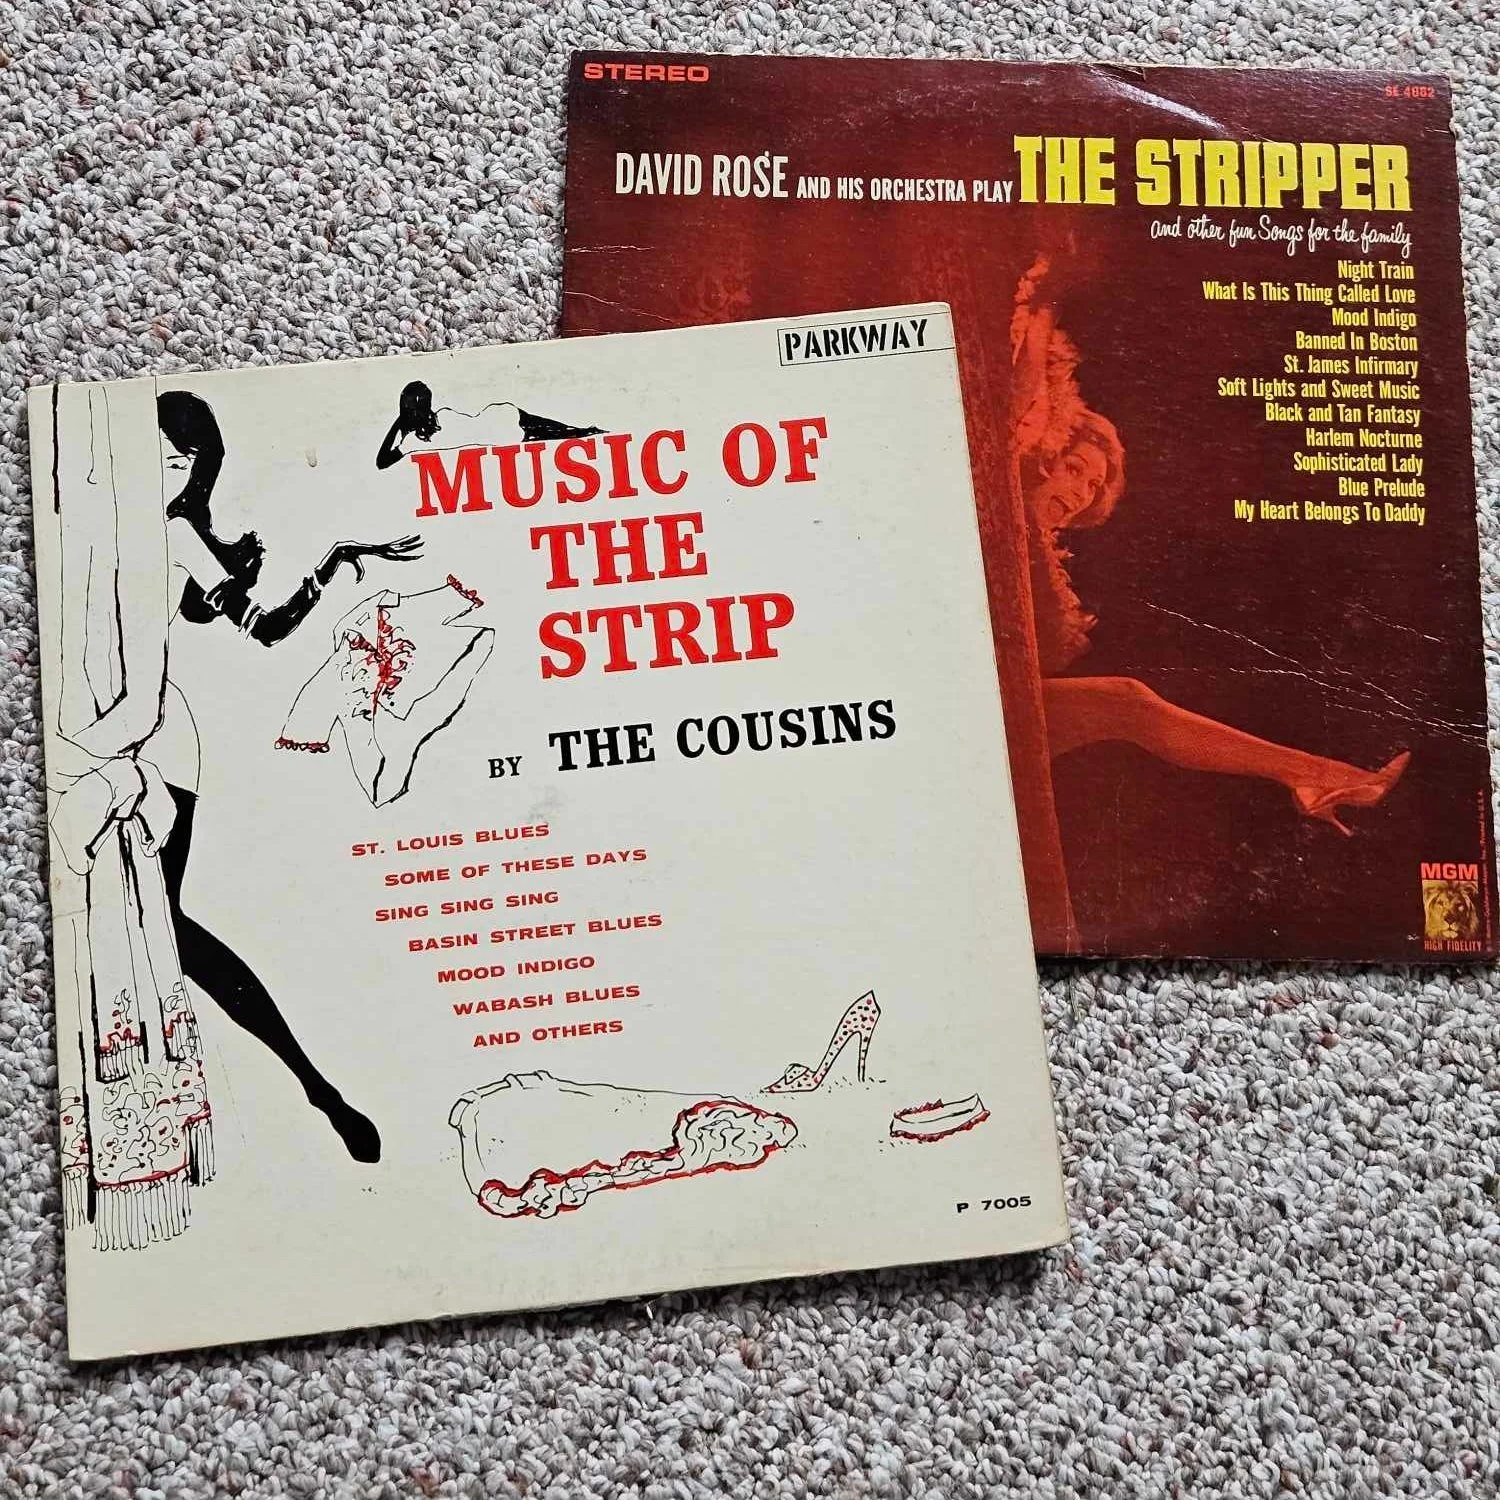 STEREO
SE 4062
DAVID ROSE AND HIS ORCHESTRA PLAY THE STRIPPER
and other fun Songs for the family
Night Train
What Is This Thing Called Love
Mood Indigo
Banned In Boston
St. James Infirmary
Soft Lights and Sweet Music
Black and Tan Fantasy
Harlem Nocturne
Sophisticated Lady
Blue Prelude
My Heart Belongs To Daddy
MGM
HIGH FIDELITY
PARKWAY
MUSIC OF
THE
STRIP
BY THE COUSINS
ST. LOUIS BLUES
SOME OF THESE DAYS
SING SING SING
BASIN STREET BLUES
MOOD INDIGO
WABASH BLUES
AND OTHERS
P 7005